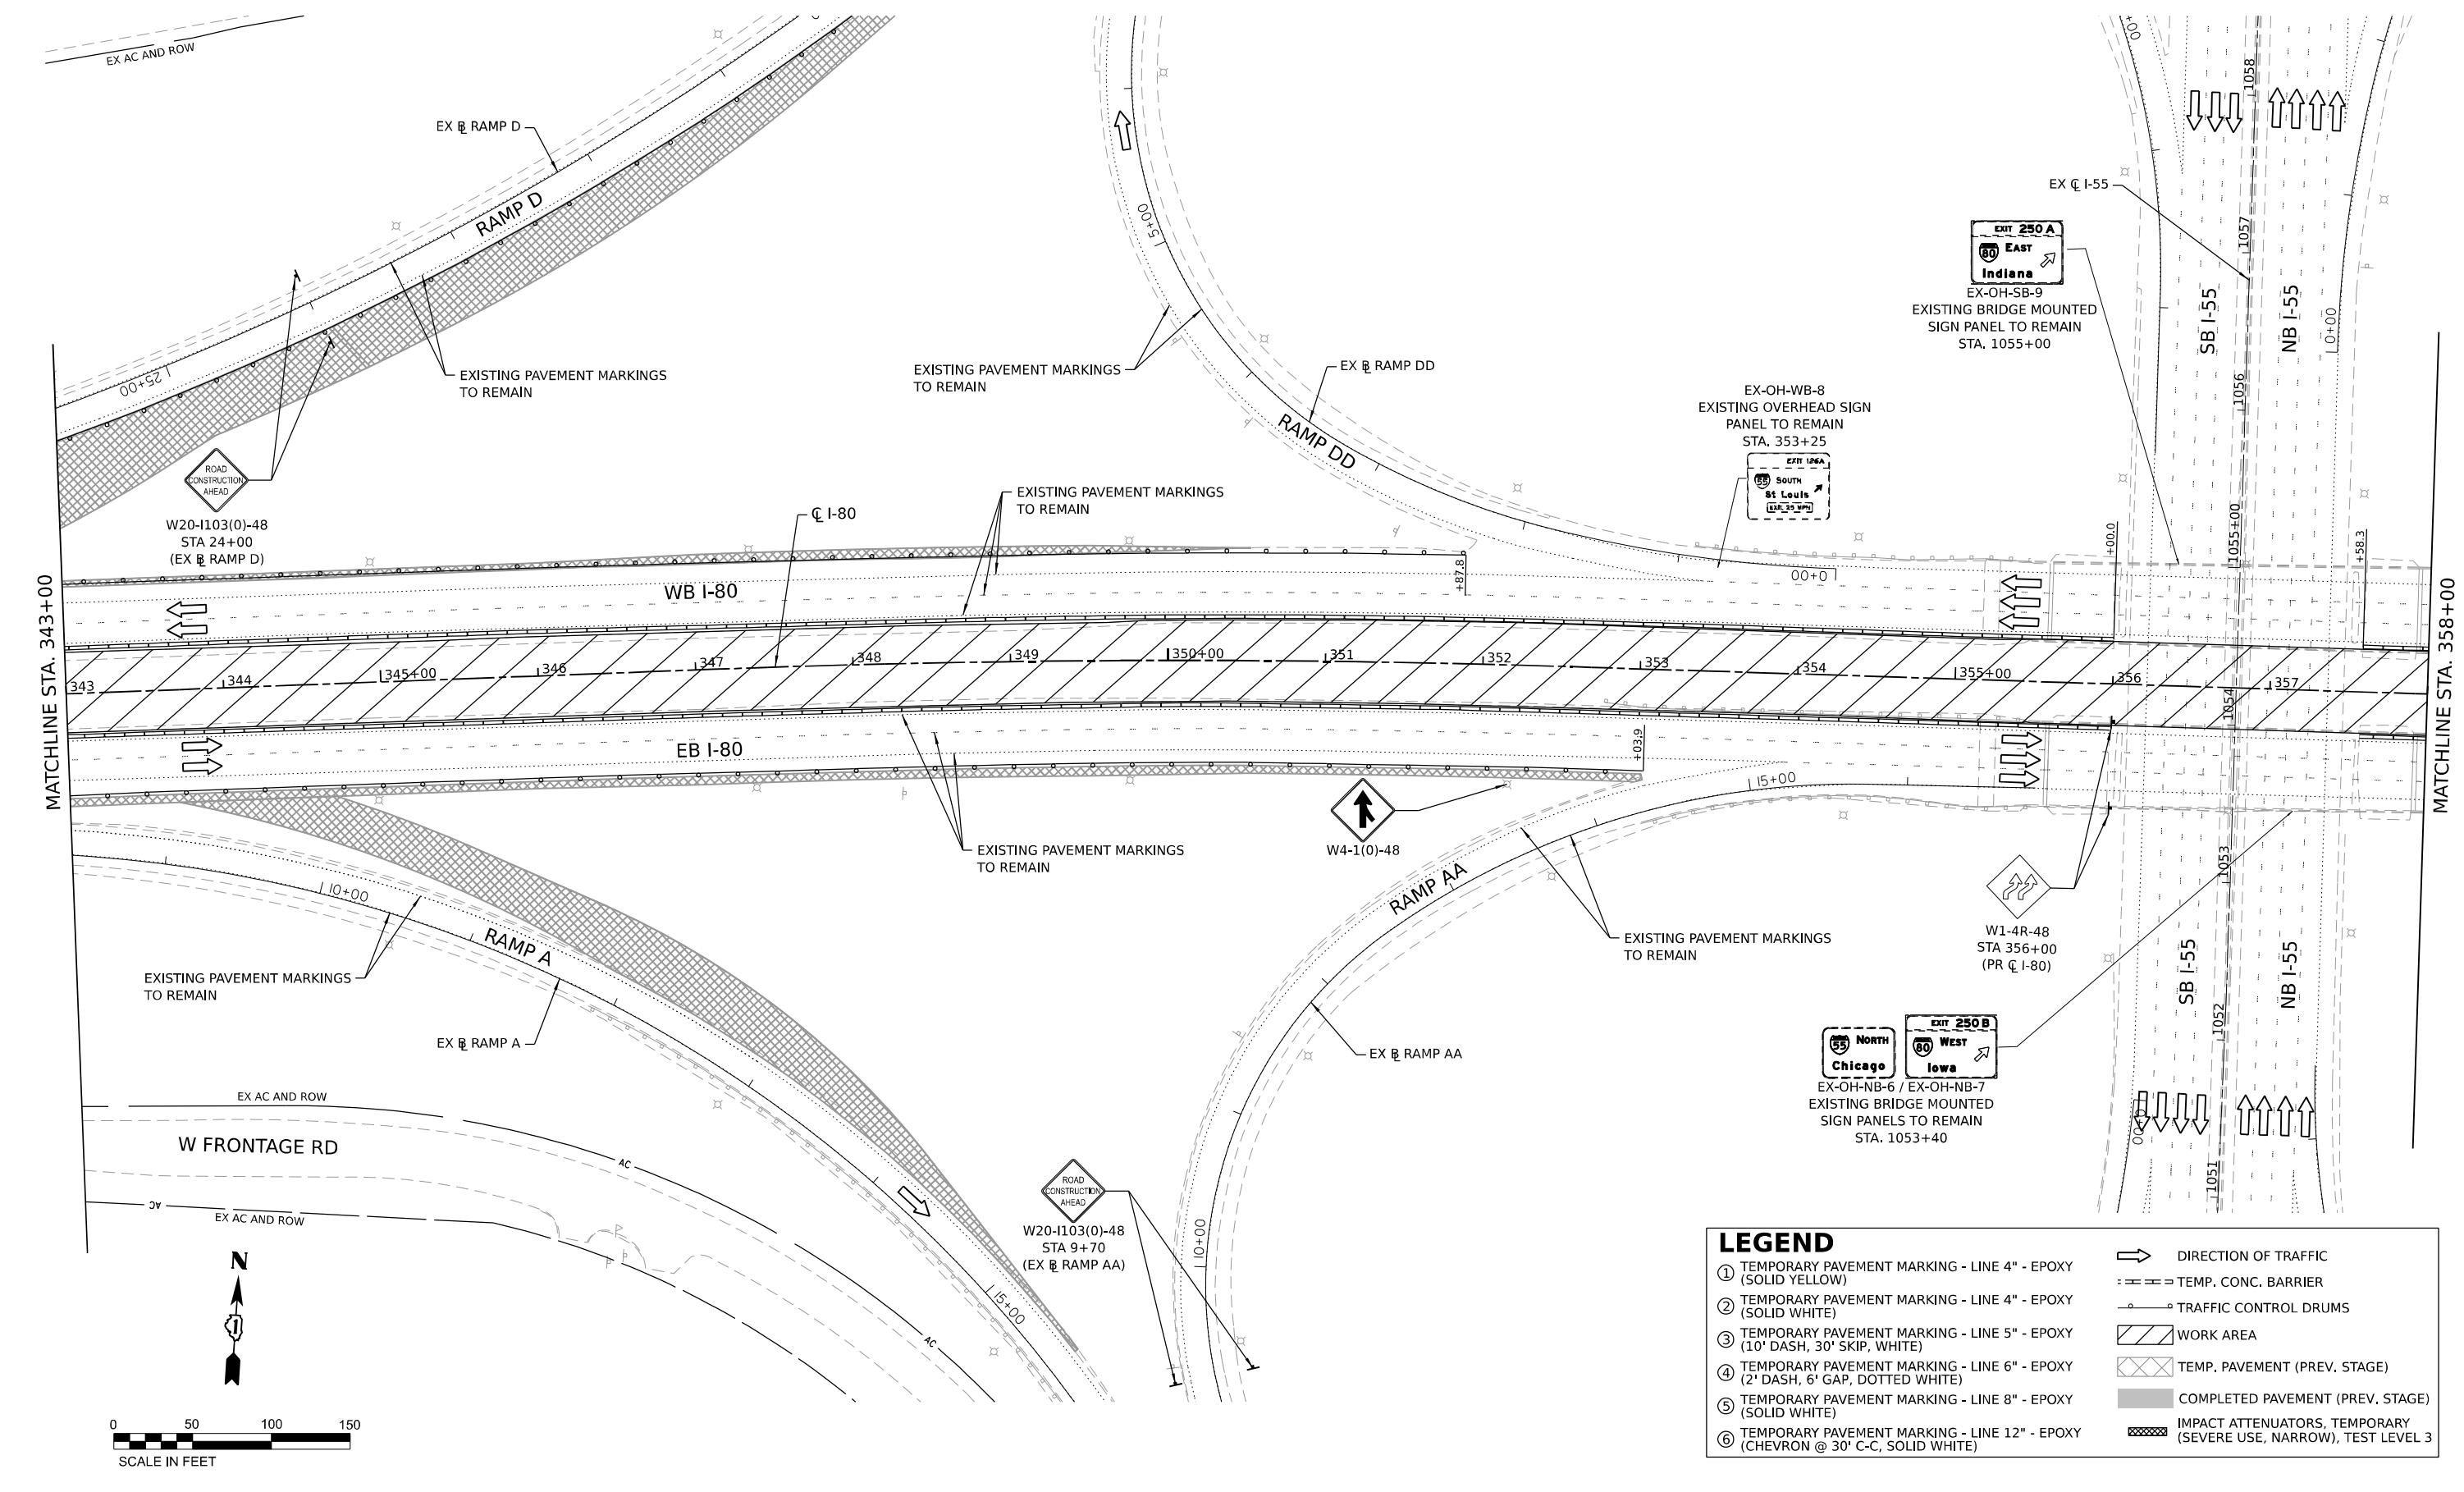 EX AC AND ROW
EX ⅊ RAMP D
RAMP D
25+00
EXISTING PAVEMENT MARKINGS
TO REMAIN
ROAD
CONSTRUCTION
AHEAD
W20-I103(0)-48
STA 24+00
(EX ⅊ RAMP D)
5+00
EXISTING PAVEMENT MARKINGS
TO REMAIN
EX ⅊ RAMP DD
RAMP DD
0+00
EXISTING PAVEMENT MARKINGS
TO REMAIN
℄ I-80
EX-OH-WB-8
EXISTING OVERHEAD SIGN
PANEL TO REMAIN
STA. 353+25
EXIT 126A
55 SOUTH
St Louis
EX ℄ I-55
EXIT 250 A
80 EAST
Indiana
EX-OH-SB-9
EXISTING BRIDGE MOUNTED
SIGN PANEL TO REMAIN
STA. 1055+00
1058
1057
1056
1055+00
1054
1053
1052
1051
SB I-55
NB I-55
0+00
+00.0
+58.3
+87.8
+03.9
MATCHLINE STA. 343+00
MATCHLINE STA. 358+00
WB I-80
343
344
345+00
346
347
348
349
350+00
351
352
353
354
355+00
356
357
EB I-80
EXISTING PAVEMENT MARKINGS
TO REMAIN
W4-1(0)-48
15+00
RAMP AA
EXISTING PAVEMENT MARKINGS
TO REMAIN
EX ⅊ RAMP AA
10+00
W1-4R-48
STA 356+00
(PR ℄ I-80)
SB I-55
NB I-55
55 NORTH
Chicago
EXIT 250 B
80 WEST
Iowa
EX-OH-NB-6 / EX-OH-NB-7
EXISTING BRIDGE MOUNTED
SIGN PANELS TO REMAIN
STA. 1053+40
10+00
RAMP A
EXISTING PAVEMENT MARKINGS
TO REMAIN
EX ⅊ RAMP A
15+00
EX AC AND ROW
W FRONTAGE RD
AC
AC
AC
EX AC AND ROW
ROAD
CONSTRUCTION
AHEAD
W20-I103(0)-48
STA 9+70
(EX ⅊ RAMP AA)
N
0 50 100 150
SCALE IN FEET
LEGEND
① TEMPORARY PAVEMENT MARKING - LINE 4" - EPOXY
(SOLID YELLOW)
② TEMPORARY PAVEMENT MARKING - LINE 4" - EPOXY
(SOLID WHITE)
③ TEMPORARY PAVEMENT MARKING - LINE 5" - EPOXY
(10' DASH, 30' SKIP, WHITE)
④ TEMPORARY PAVEMENT MARKING - LINE 6" - EPOXY
(2' DASH, 6' GAP, DOTTED WHITE)
⑤ TEMPORARY PAVEMENT MARKING - LINE 8" - EPOXY
(SOLID WHITE)
⑥ TEMPORARY PAVEMENT MARKING - LINE 12" - EPOXY
(CHEVRON @ 30' C-C, SOLID WHITE)
DIRECTION OF TRAFFIC
TEMP. CONC. BARRIER
TRAFFIC CONTROL DRUMS
WORK AREA
TEMP. PAVEMENT (PREV. STAGE)
COMPLETED PAVEMENT (PREV. STAGE)
IMPACT ATTENUATORS, TEMPORARY
(SEVERE USE, NARROW), TEST LEVEL 3